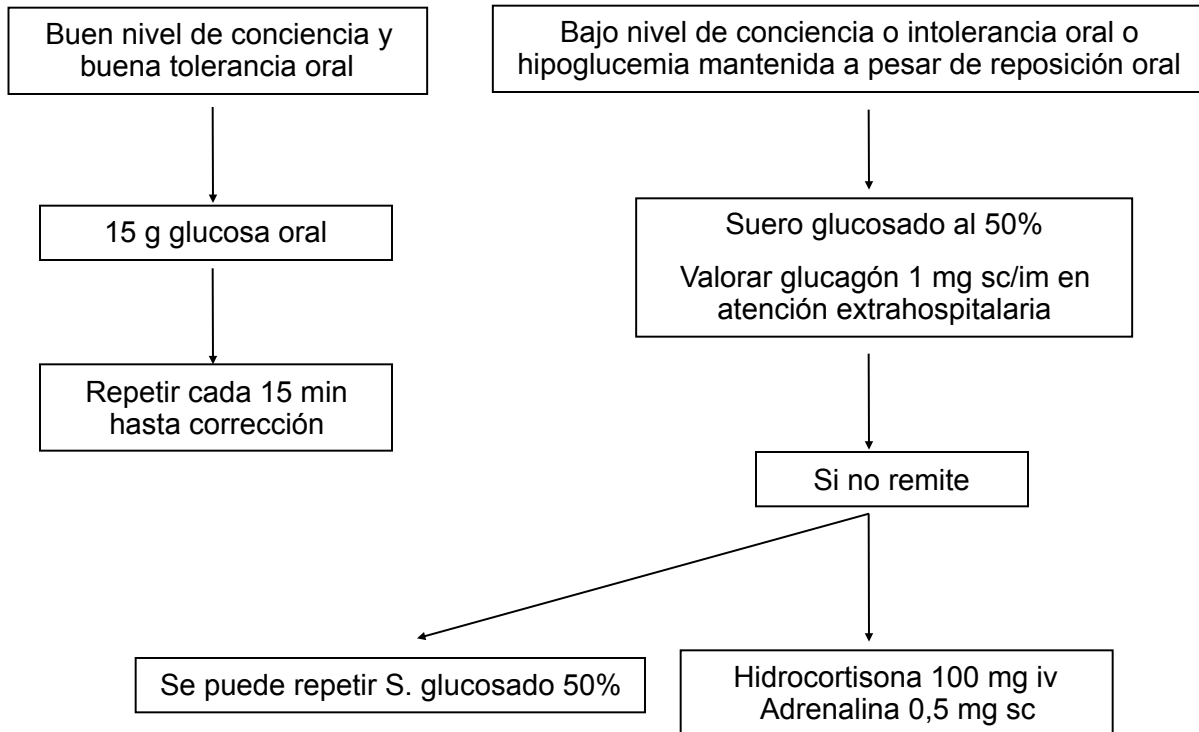 Buen nivel de conciencia y
buena tolerancia oral
Bajo nivel de conciencia o intolerancia oral o
hipoglucemia mantenida a pesar de reposición oral
15 g glucosa oral
Suero glucosado al 50%
Valorar glucagón 1 mg sc/im en
atención extrahospitalaria
Repetir cada 15 min
hasta corrección
Si no remite
Se puede repetir S. glucosado 50%
Hidrocortisona 100 mg iv
Adrenalina 0,5 mg sc